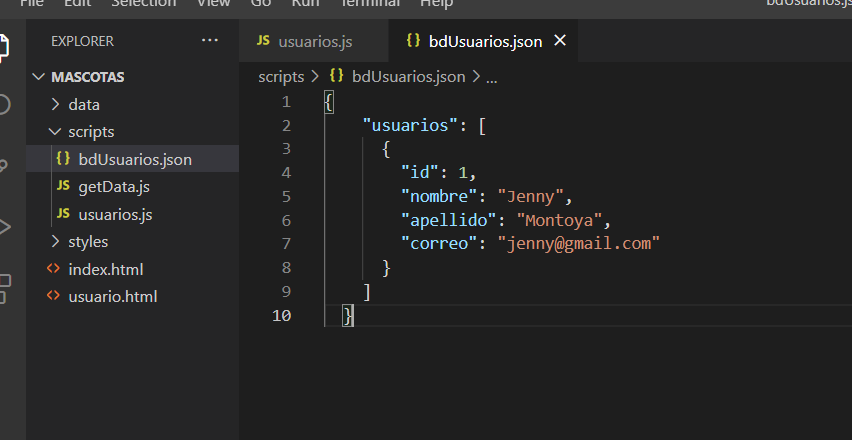 File Edit Selection View Go Run Terminal Help bdUsuarios.js
EXPLORER ...
JS usuarios.js {} bdUsuarios.json ×
MASCOTAS
scripts > {} bdUsuarios.json > ...
data
scripts
{} bdUsuarios.json
JS getData.js
JS usuarios.js
styles
<> index.html
<> usuario.html
1 {
2 "usuarios": [
3 {
4 "id": 1,
5 "nombre": "Jenny",
6 "apellido": "Montoya",
7 "correo": "jenny@gmail.com"
8 }
9 ]
10 }